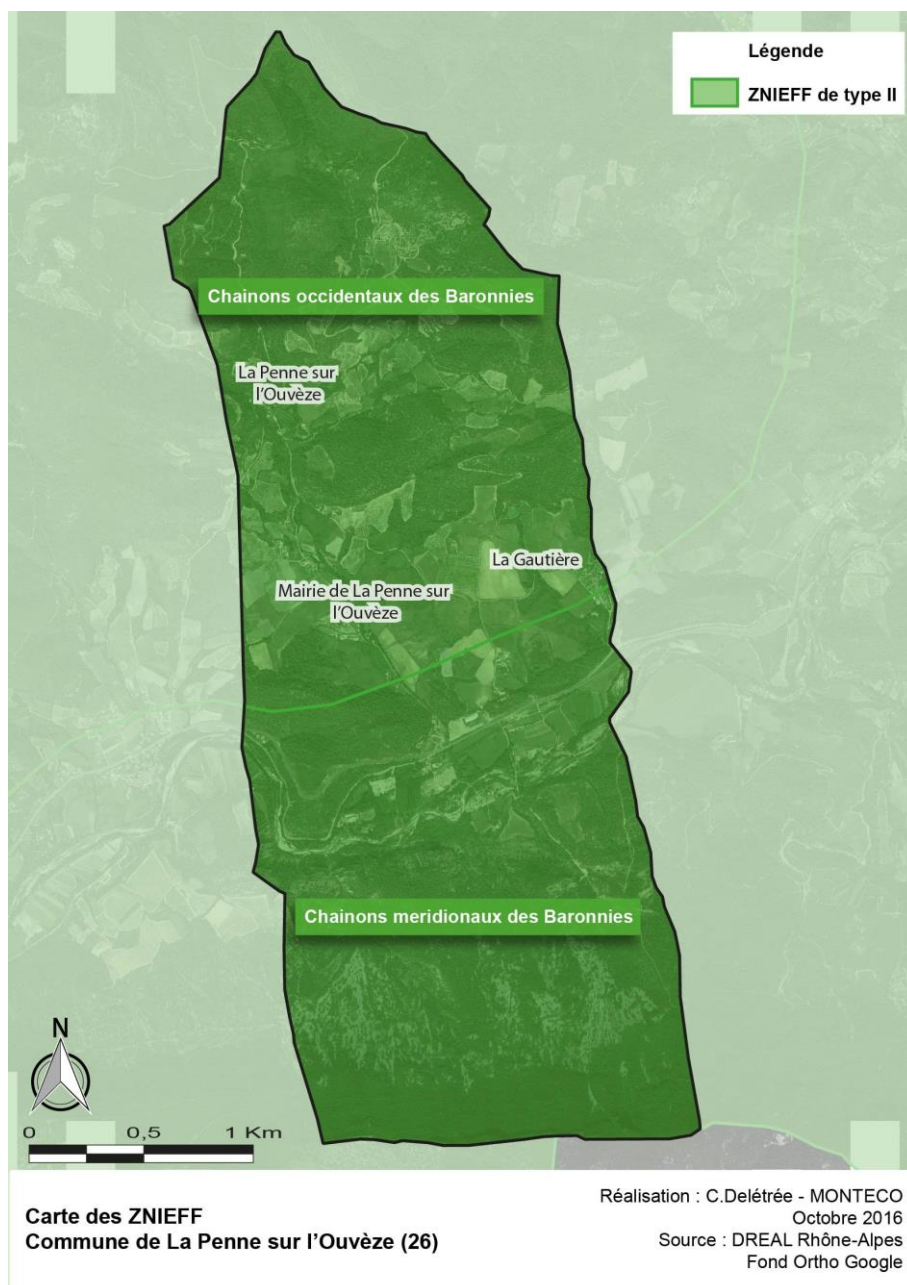 Légende
ZNIEFF de type II
Chainons occidentaux des Baronnies
La Penne sur
l'Ouvèze
La Gautière
Mairie de La Penne sur
l'Ouvèze
Chainons meridionaux des Baronnies
N
0 0,5 1 Km
Carte des ZNIEFF
Commune de La Penne sur l'Ouvèze (26)
Réalisation : C.Delétrée - MONTECO
Octobre 2016
Source : DREAL Rhône-Alpes
Fond Ortho Google